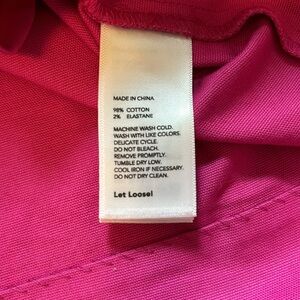 MADE IN CHINA
98% COTTON
2% ELASTANE
MACHINE WASH COLD.
WASH WITH LIKE COLORS.
DELICATE CYCLE.
DO NOT BLEACH.
REMOVE PROMPTLY.
TUMBLE DRY LOW.
COOL IRON IF NECESSARY.
DO NOT DRY CLEAN.
Let Loose!